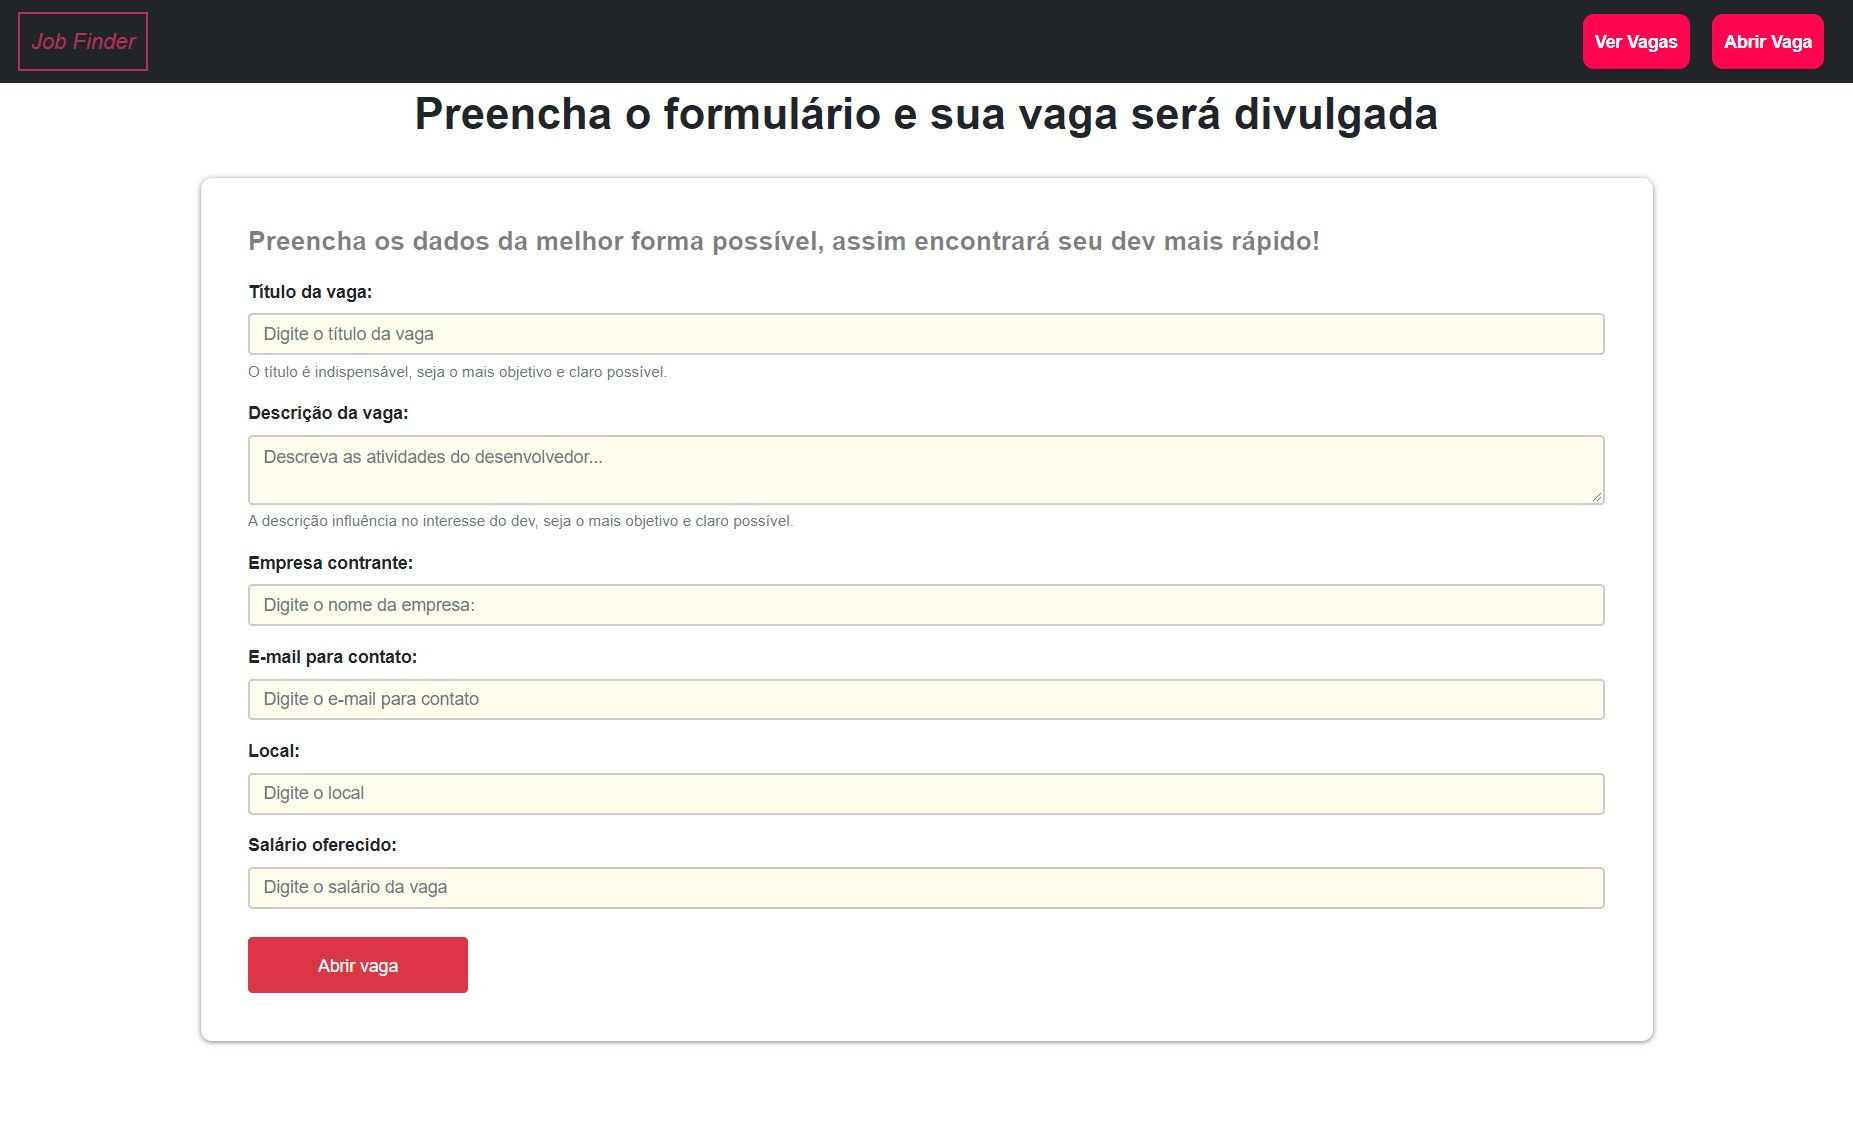 Job Finder
Ver Vagas
Abrir Vaga
Preencha o formulário e sua vaga será divulgada
Preencha os dados da melhor forma possível, assim encontrará seu dev mais rápido!
Título da vaga:
Digite o título da vaga
O título é indispensável, seja o mais objetivo e claro possível.
Descrição da vaga:
Descreva as atividades do desenvolvedor...
A descrição influência no interesse do dev, seja o mais objetivo e claro possível.
Empresa contrante:
Digite o nome da empresa:
E-mail para contato:
Digite o e-mail para contato
Local:
Digite o local
Salário oferecido:
Digite o salário da vaga
Abrir vaga